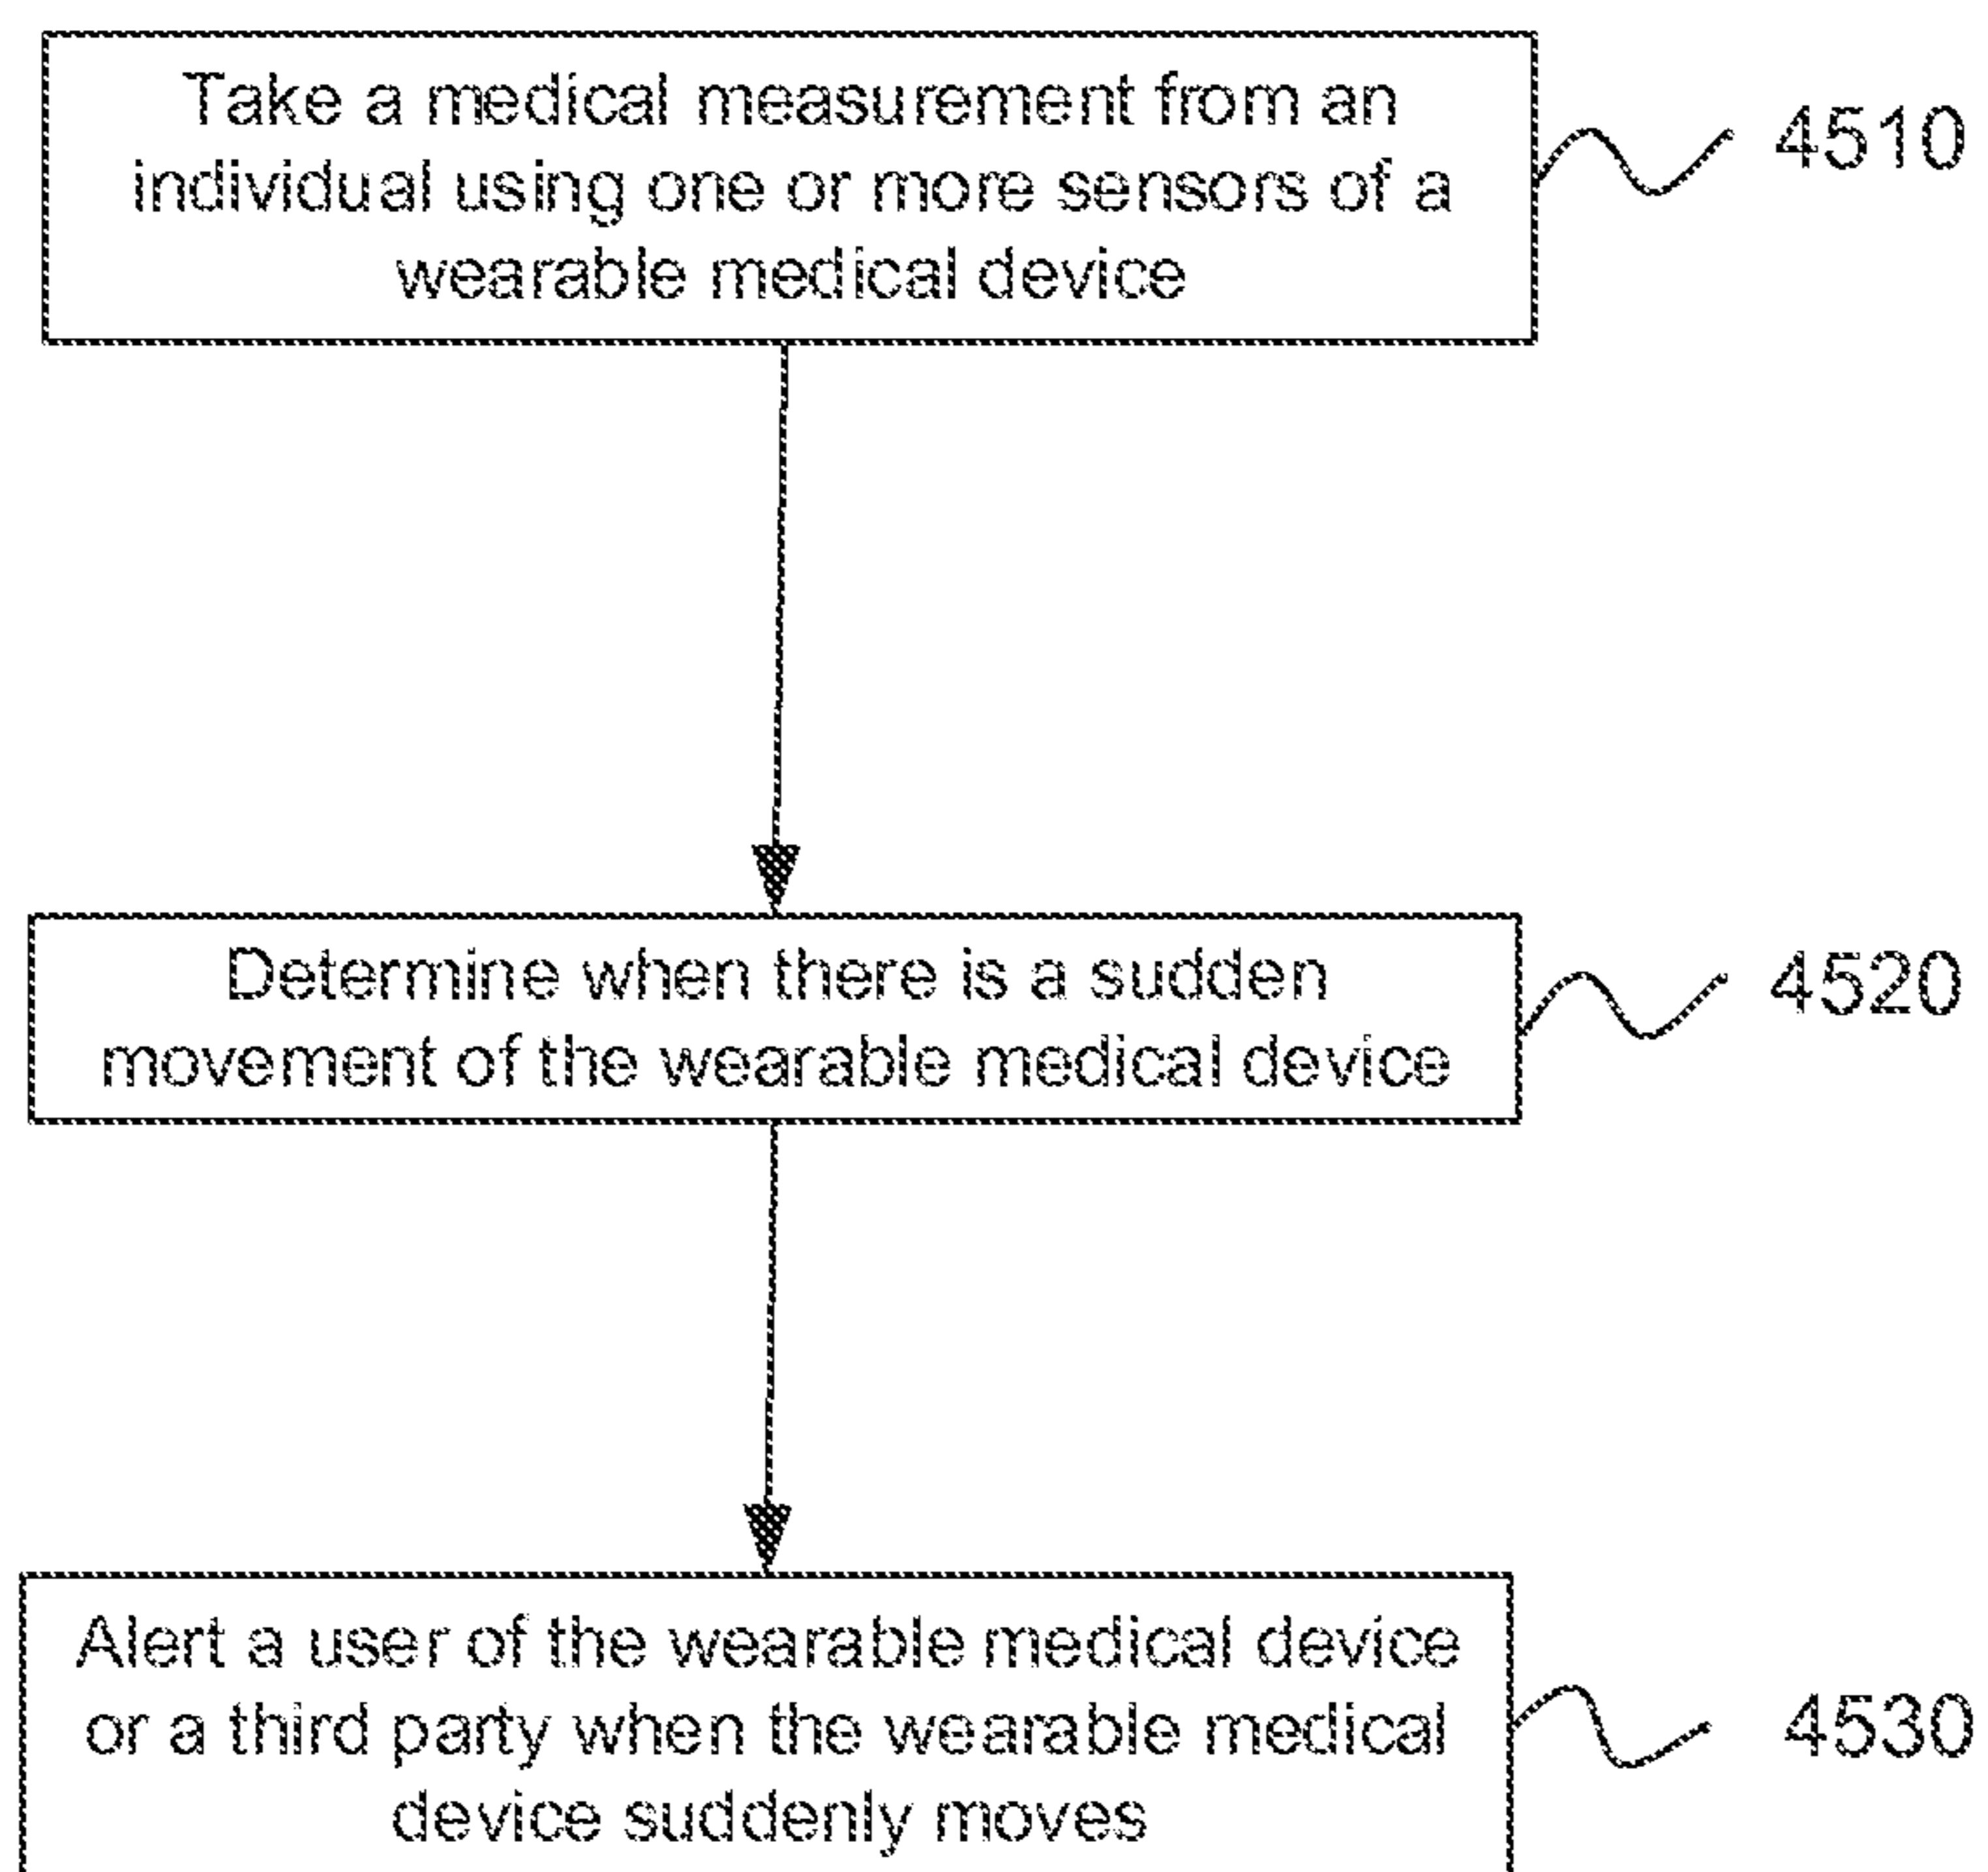 Take a medical measurement from an
individual using one or more sensors of a
wearable medical device
4510
Determine when there is a sudden
movement of the wearable medical device
4520
Alert a user of the wearable medical device
or a third party when the wearable medical
device suddenly moves
4530